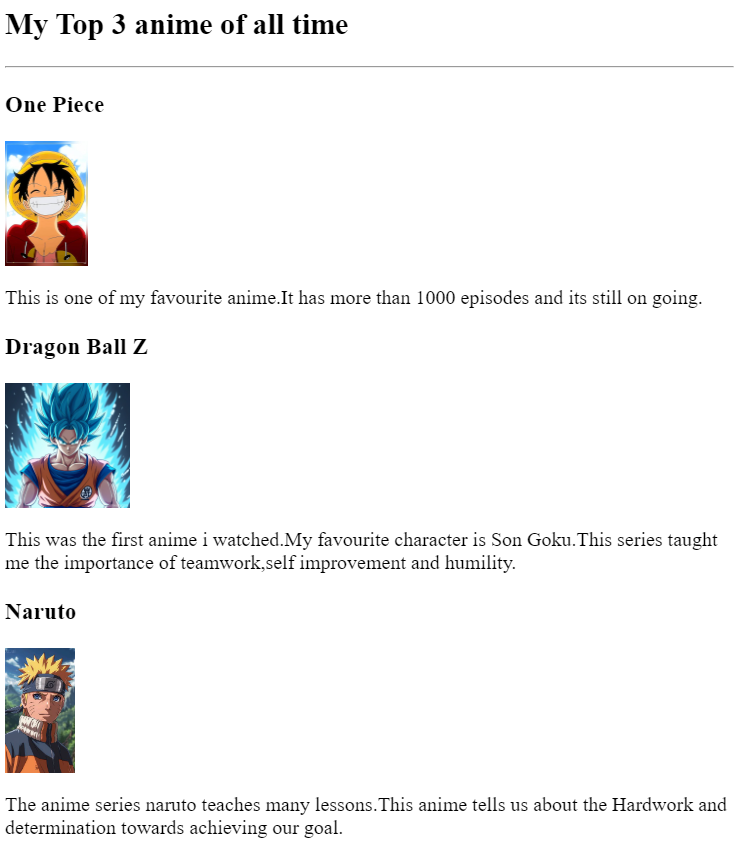 My Top 3 anime of all time
One Piece
This is one of my favourite anime.It has more than 1000 episodes and its still on going.
Dragon Ball Z
This was the first anime i watched.My favourite character is Son Goku.This series taught
me the importance of teamwork,self improvement and humility.
Naruto
The anime series naruto teaches many lessons.This anime tells us about the Hardwork and
determination towards achieving our goal.